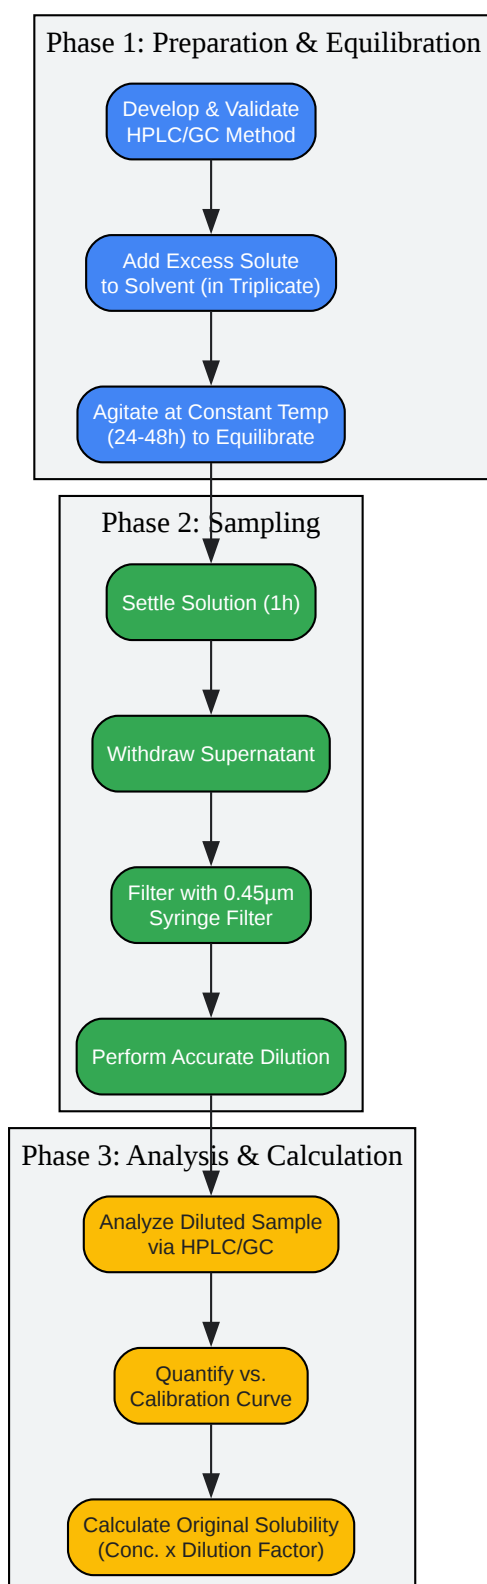 Phase 1: Preparation & Equilibration
Develop & Validate
HPLC/GC Method
Add Excess Solute
to Solvent (in Triplicate)
Agitate at Constant Temp
(24-48h) to Equilibrate
Phase 2: Sampling
Settle Solution (1h)
Withdraw Supernatant
Filter with 0.45µm
Syringe Filter
Perform Accurate Dilution
Phase 3: Analysis & Calculation
Analyze Diluted Sample
via HPLC/GC
Quantify vs.
Calibration Curve
Calculate Original Solubility
(Conc. x Dilution Factor)